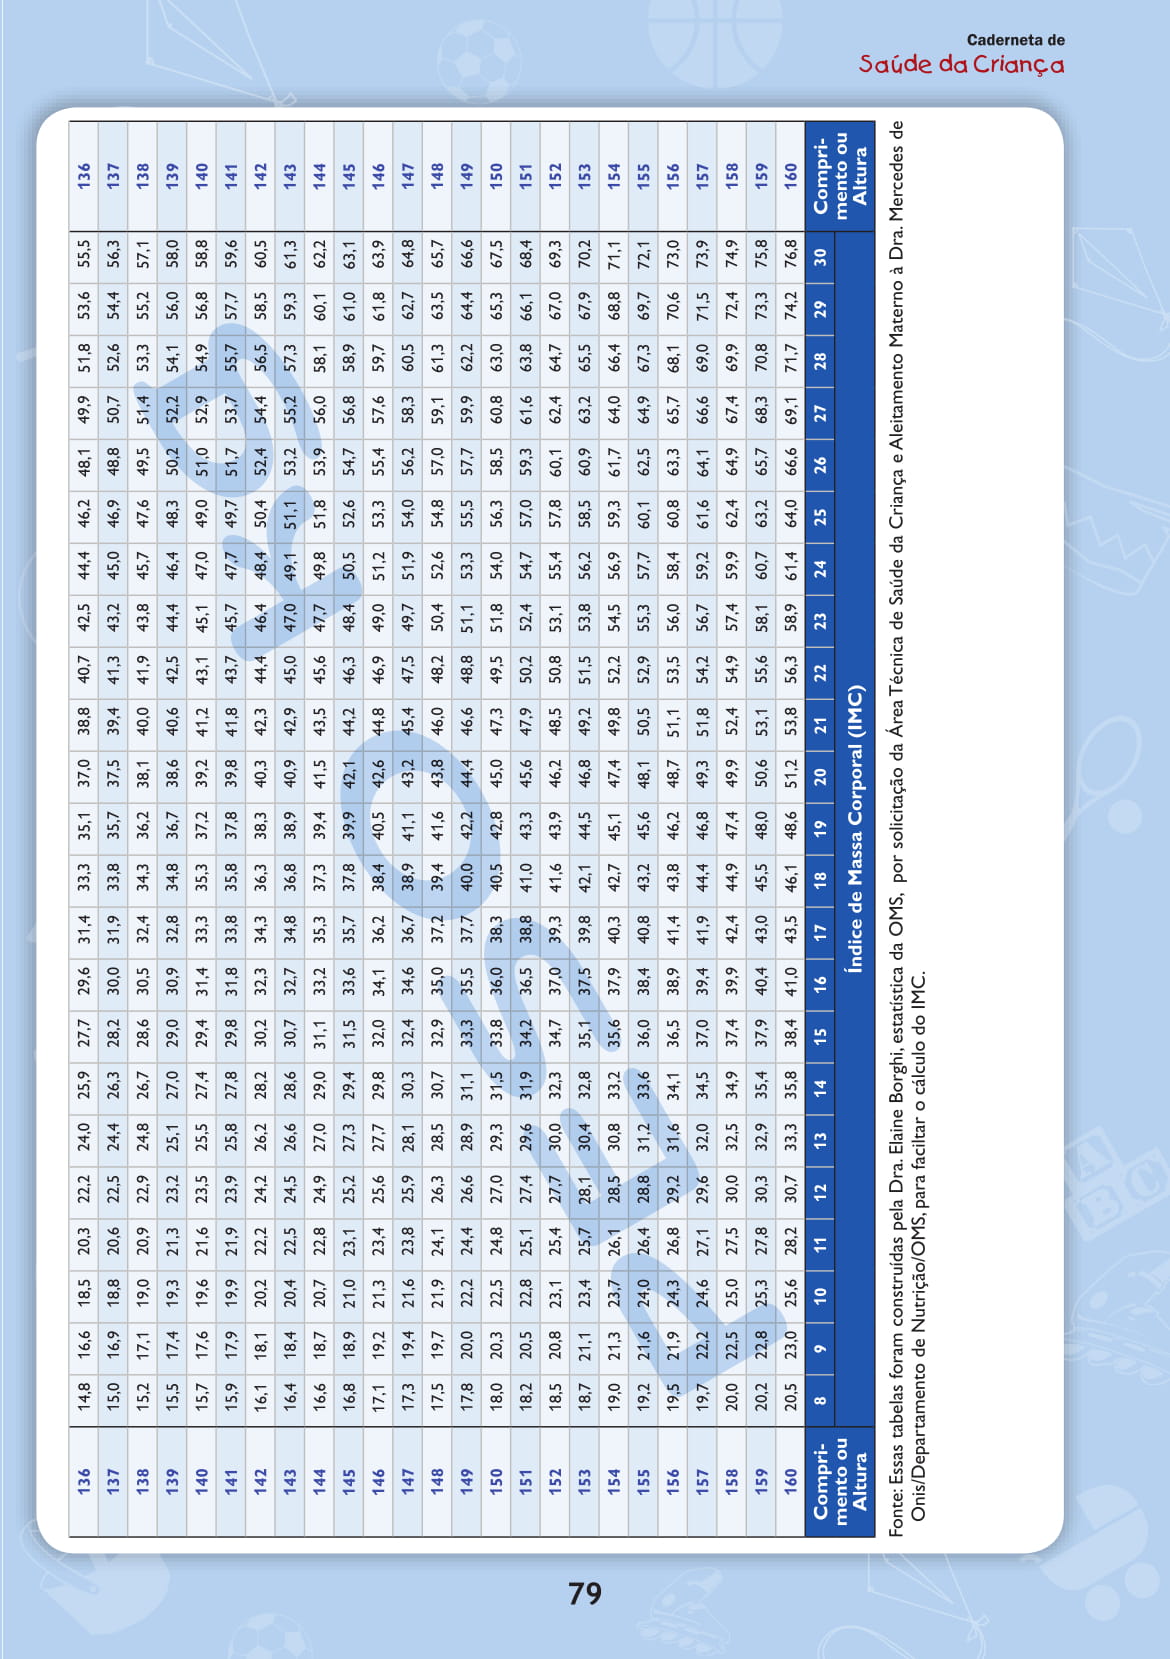 Caderneta de
Saúde da Criança
136 14,8 16,6 18,5 20,3 22,2 24,0 25,9 27,7 29,6 31,4 33,3 35,1 37,0 38,8 40,7 42,5 44,4 46,2 48,1 49,9 51,8 53,6 55,5 136
137 15,0 16,9 18,8 20,6 22,5 24,4 26,3 28,2 30,0 31,9 33,8 35,7 37,5 39,4 41,3 43,2 45,0 46,9 48,8 50,7 52,6 54,4 56,3 137
138 15,2 17,1 19,0 20,9 22,9 24,8 26,7 28,6 30,5 32,4 34,3 36,2 38,1 40,0 41,9 43,8 45,7 47,6 49,5 51,4 53,3 55,2 57,1 138
139 15,5 17,4 19,3 21,3 23,2 25,1 27,0 29,0 30,9 32,8 34,8 36,7 38,6 40,6 42,5 44,4 46,4 48,3 50,2 52,2 54,1 56,0 58,0 139
140 15,7 17,6 19,6 21,6 23,5 25,5 27,4 29,4 31,4 33,3 35,3 37,2 39,2 41,2 43,1 45,1 47,0 49,0 51,0 52,9 54,9 56,8 58,8 140
141 15,9 17,9 19,9 21,9 23,9 25,8 27,8 29,8 31,8 33,8 35,8 37,8 39,8 41,8 43,7 45,7 47,7 49,7 51,7 53,7 55,7 57,7 59,6 141
142 16,1 18,1 20,2 22,2 24,2 26,2 28,2 30,2 32,3 34,3 36,3 38,3 40,3 42,3 44,4 46,4 48,4 50,4 52,4 54,4 56,5 58,5 60,5 142
143 16,4 18,4 20,4 22,5 24,5 26,6 28,6 30,7 32,7 34,8 36,8 38,9 40,9 42,9 45,0 47,0 49,1 51,1 53,2 55,2 57,3 59,3 61,3 143
144 16,6 18,7 20,7 22,8 24,9 27,0 29,0 31,1 33,2 35,3 37,3 39,4 41,5 43,5 45,6 47,7 49,8 51,8 53,9 56,0 58,1 60,1 62,2 144
145 16,8 18,9 21,0 23,1 25,2 27,3 29,4 31,5 33,6 35,7 37,8 39,9 42,1 44,2 46,3 48,4 50,5 52,6 54,7 56,8 58,9 61,0 63,1 145
146 17,1 19,2 21,3 23,4 25,6 27,7 29,8 32,0 34,1 36,2 38,4 40,5 42,6 44,8 46,9 49,0 51,2 53,3 55,4 57,6 59,7 61,8 63,9 146
147 17,3 19,4 21,6 23,8 25,9 28,1 30,3 32,4 34,6 36,7 38,9 41,1 43,2 45,4 47,5 49,7 51,9 54,0 56,2 58,3 60,5 62,7 64,8 147
148 17,5 19,7 21,9 24,1 26,3 28,5 30,7 32,9 35,0 37,2 39,4 41,6 43,8 46,0 48,2 50,4 52,6 54,8 57,0 59,1 61,3 63,5 65,7 148
149 17,8 20,0 22,2 24,4 26,6 28,9 31,1 33,3 35,5 37,7 40,0 42,2 44,4 46,6 48,8 51,1 53,3 55,5 57,7 59,9 62,2 64,4 66,6 149
150 18,0 20,3 22,5 24,8 27,0 29,3 31,5 33,8 36,0 38,3 40,5 42,8 45,0 47,3 49,5 51,8 54,0 56,3 58,5 60,8 63,0 65,3 67,5 150
151 18,2 20,5 22,8 25,1 27,4 29,6 31,9 34,2 36,5 38,8 41,0 43,3 45,6 47,9 50,2 52,4 54,7 57,0 59,3 61,6 63,8 66,1 68,4 151
152 18,5 20,8 23,1 25,4 27,7 30,0 32,3 34,7 37,0 39,3 41,6 43,9 46,2 48,5 50,8 53,1 55,4 57,8 60,1 62,4 64,7 67,0 69,3 152
153 18,7 21,1 23,4 25,7 28,1 30,4 32,8 35,1 37,5 39,8 42,1 44,5 46,8 49,2 51,5 53,8 56,2 58,5 60,9 63,2 65,5 67,9 70,2 153
154 19,0 21,3 23,7 26,1 28,5 30,8 33,2 35,6 37,9 40,3 42,7 45,1 47,4 49,8 52,2 54,5 56,9 59,3 61,7 64,0 66,4 68,8 71,1 154
155 19,2 21,6 24,0 26,4 28,8 31,2 33,6 36,0 38,4 40,8 43,2 45,6 48,1 50,5 52,9 55,3 57,7 60,1 62,5 64,9 67,3 69,7 72,1 155
156 19,5 21,9 24,3 26,8 29,2 31,6 34,1 36,5 38,9 41,4 43,8 46,2 48,7 51,1 53,5 56,0 58,4 60,8 63,3 65,7 68,1 70,6 73,0 156
157 19,7 22,2 24,6 27,1 29,6 32,0 34,5 37,0 39,4 41,9 44,4 46,8 49,3 51,8 54,2 56,7 59,2 61,6 64,1 66,6 69,0 71,5 73,9 157
158 20,0 22,5 25,0 27,5 30,0 32,5 34,9 37,4 39,9 42,4 44,9 47,4 49,9 52,4 54,9 57,4 59,9 62,4 64,9 67,4 69,9 72,4 74,9 158
159 20,2 22,8 25,3 27,8 30,3 32,9 35,4 37,9 40,4 43,0 45,5 48,0 50,6 53,1 55,6 58,1 60,7 63,2 65,7 68,3 70,8 73,3 75,8 159
160 20,5 23,0 25,6 28,2 30,7 33,3 35,8 38,4 41,0 43,5 46,1 48,6 51,2 53,8 56,3 58,9 61,4 64,0 66,6 69,1 71,7 74,2 76,8 160
Compri- 8 9 10 11 12 13 14 15 16 17 18 19 20 21 22 23 24 25 26 27 28 29 30 Compri-
mento ou Índice de Massa Corporal (IMC) mento ou
Altura Altura
PESO Kg
Fonte: Essas tabelas foram construídas pela Dra. Elaine Borghi, estatística da OMS, por solicitação da Área Técnica de Saúde da Criança e Aleitamento Materno à Dra. Mercedes de
Onis/Departamento de Nutrição/OMS, para facilitar o cálculo do IMC.
79